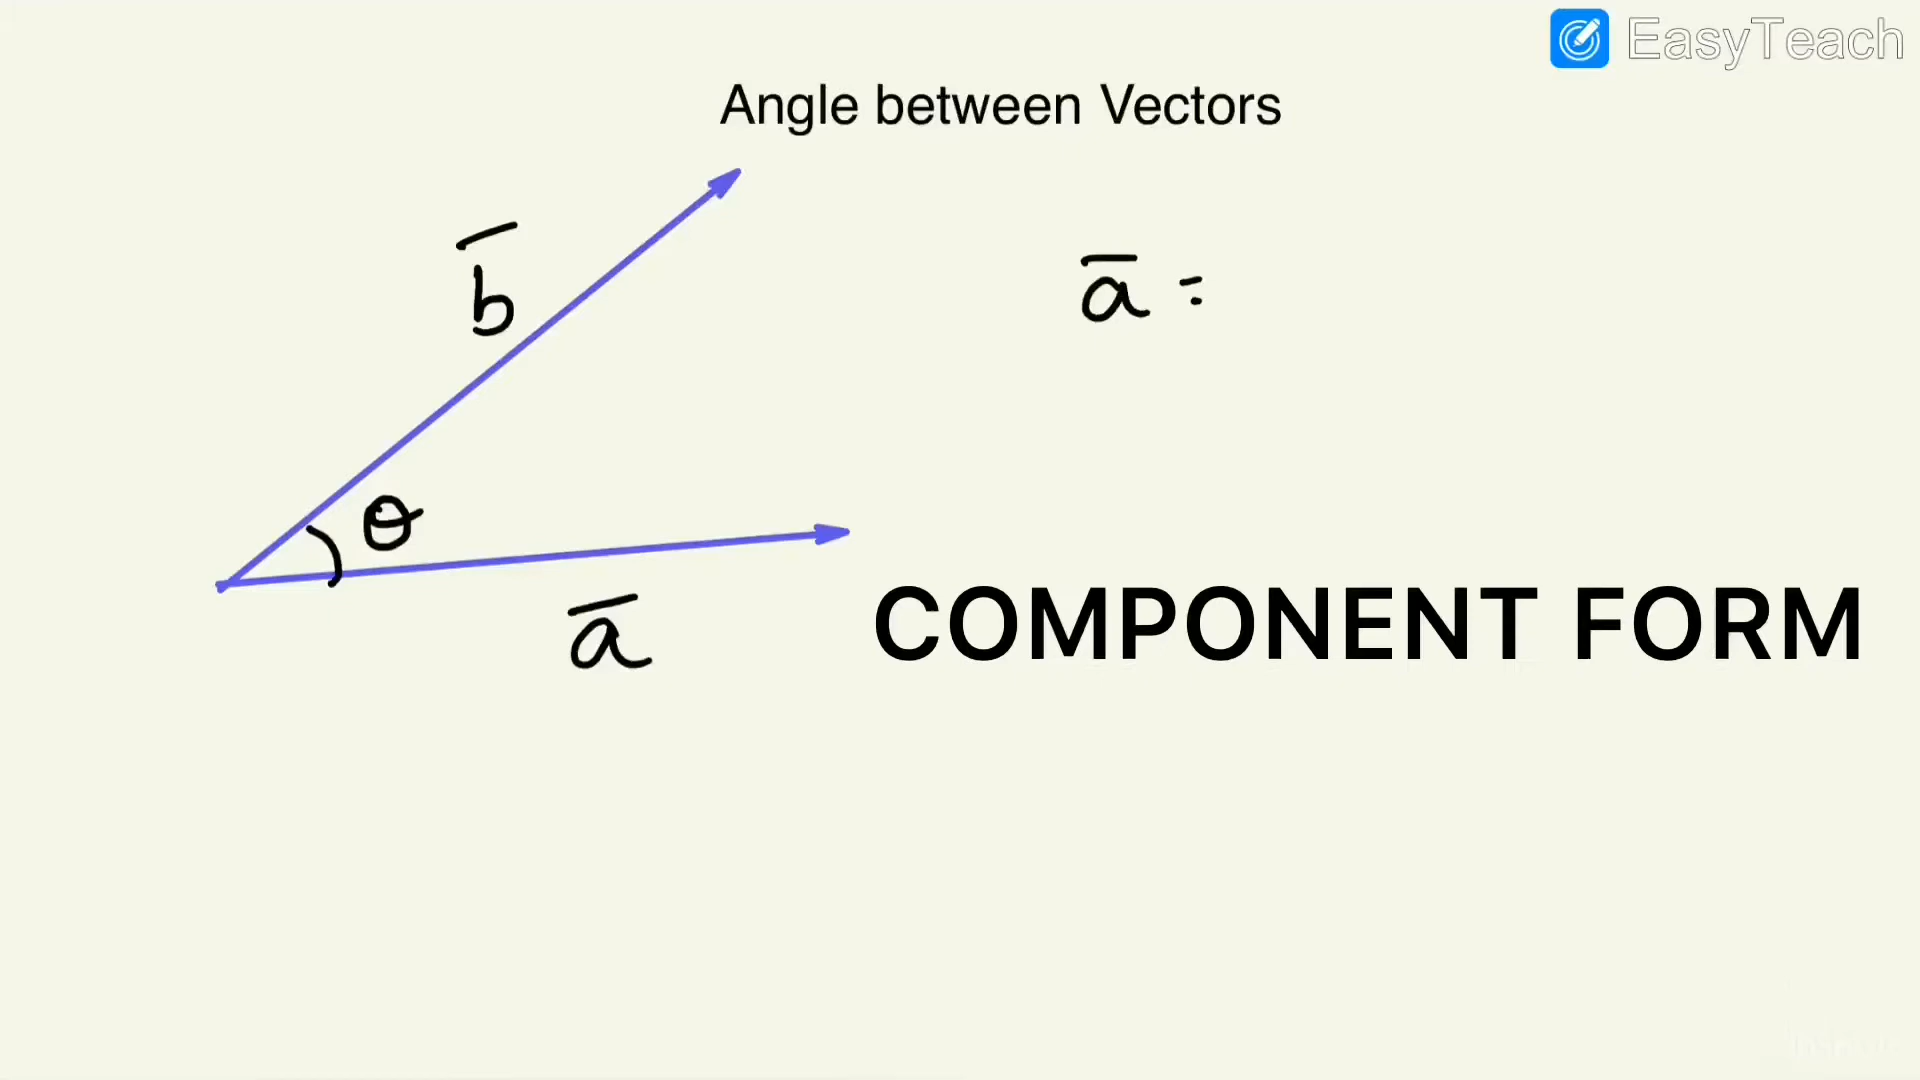 EasyTeach
Angle between Vectors
b̅
a̅ =
θ
a̅
COMPONENT FORM